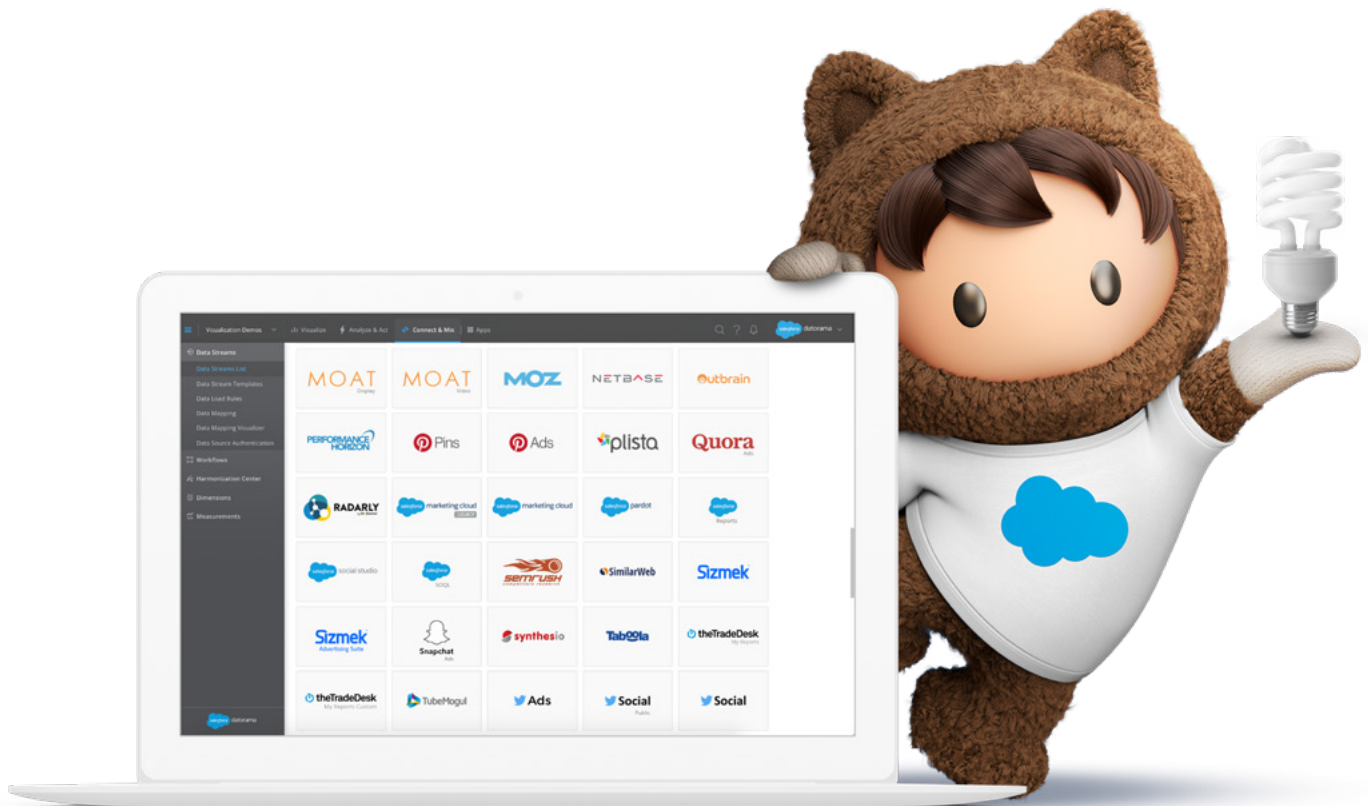 Visualization Demos Visualize Analyze & Act Connect & Mix Apps salesforce datorama
Data Streams
Data Streams List
Data Stream Templates
Data Load Rules
Data Mapping
Data Mapping Visualizer
Data Source Authentication
Workflows
Harmonization Center
Dimensions
Measurements
salesforce datorama
MOAT
Display
MOAT
Video
MOZ
NETBASE
Outbrain
PERFORMANCE
HORIZON
Pins
Ads
plista
Quora
Ads
RADARLY
salesforce marketing cloud
salesforce marketing cloud
salesforce pardot
salesforce
Reports
salesforce social studio
salesforce
SOQL
semrush
SimilarWeb
Sizmek
Sizmek
Advertising Suite
Snapchat
Ads
synthesio
Taboola
theTradeDesk
My Reports
theTradeDesk
My Reports Custom
TubeMogul
Ads
Social
Public
Social